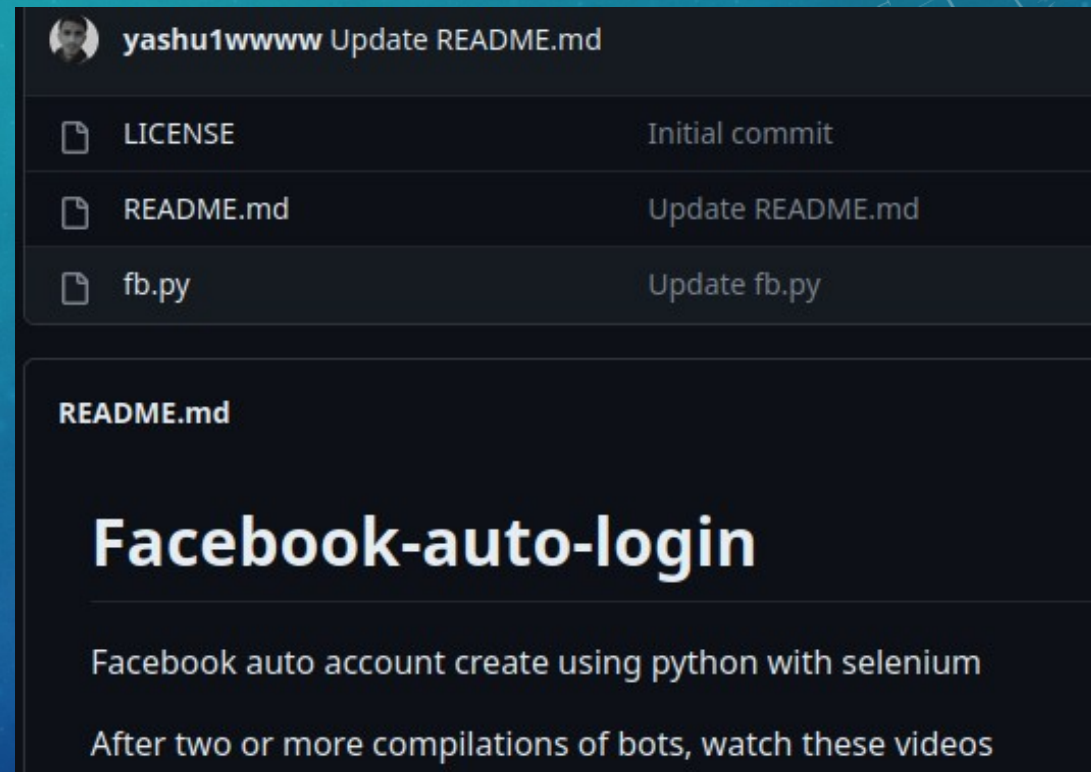 yashu1wwww Update README.md
LICENSE Initial commit
README.md Update README.md
fb.py Update fb.py
README.md
Facebook-auto-login
Facebook auto account create using python with selenium
After two or more compilations of bots, watch these videos